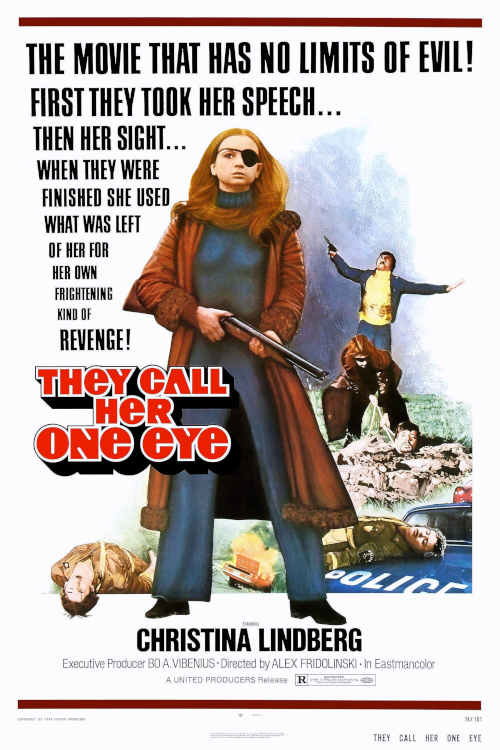 THE MOVIE THAT HAS NO LIMITS OF EVIL!
FIRST THEY TOOK HER SPEECH...
THEN HER SIGHT...
WHEN THEY WERE
FINISHED SHE USED
WHAT WAS LEFT
OF HER FOR
HER OWN
FRIGHTENING
KIND OF
REVENGE!
THEY CALL
HER
ONE EYE
POLICE
STARRING
CHRISTINA LINDBERG
Executive Producer BO A. VIBENIUS • Directed by ALEX FRIDOLINSKI • In Eastmancolor
A UNITED PRODUCERS Release
R
RESTRICTED
74/101
THEY CALL HER ONE EYE